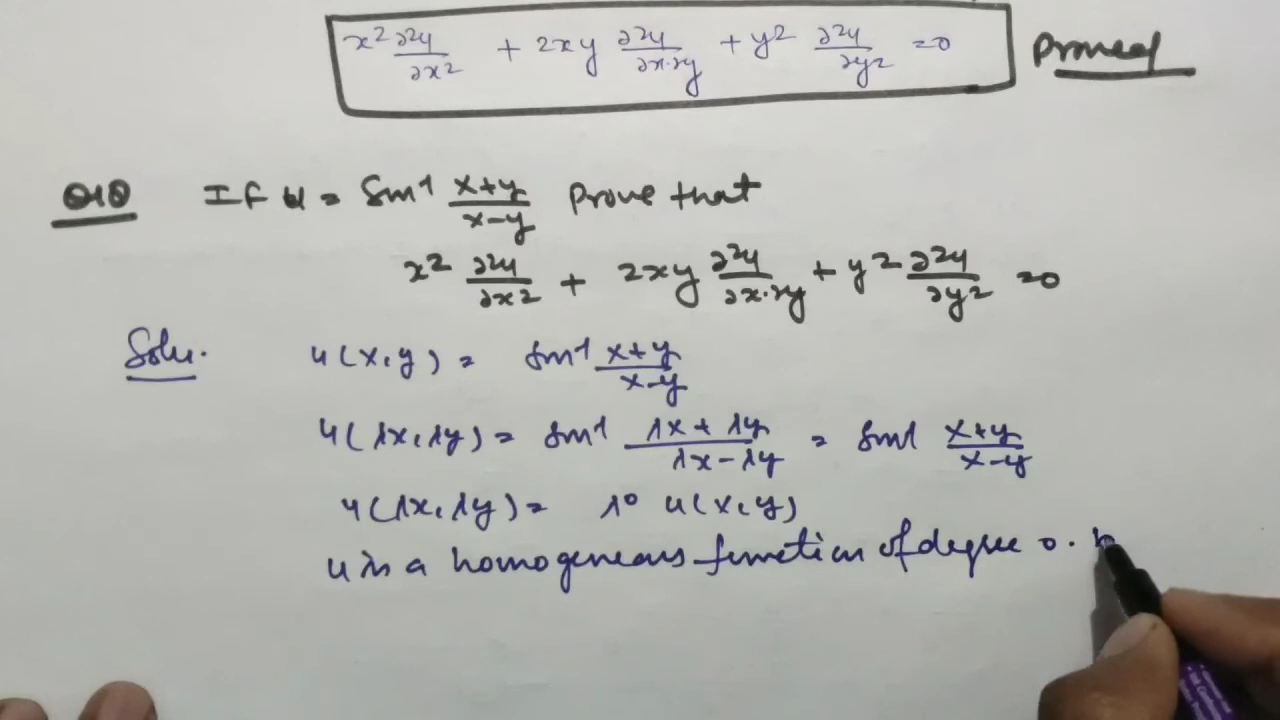 x² ∂²u/∂x² + 2xy ∂²u/∂x·∂y + y² ∂²u/∂y² =0 Proved
Q10 If u = Sin⁻¹ x+y/x-y Prove that
x² ∂²u/∂x² + 2xy ∂²u/∂x·∂y + y² ∂²u/∂y² =0
Solu. u(x,y) = Sin⁻¹ x+y/x-y
u(λx,λy) = Sin⁻¹ λx+λy/λx-λy = Sin⁻¹ x+y/x-y
u(λx,λy) = λ⁰ u(x,y)
u is a homogeneous function of degree 0.